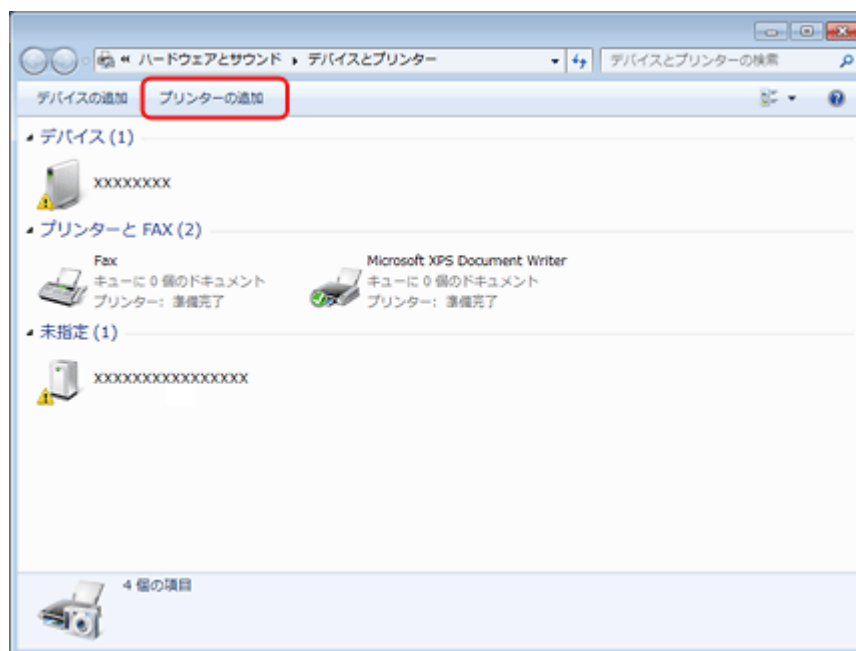 « ハードウェアとサウンド ▸ デバイスとプリンター デバイスとプリンターの検索
デバイスの追加 プリンターの追加
デバイス (1)
XXXXXXXX
プリンターと FAX (2)
Fax
キューに 0 個のドキュメント
プリンター: 準備完了
Microsoft XPS Document Writer
キューに 0 個のドキュメント
プリンター: 準備完了
未指定 (1)
XXXXXXXXXXXXXXXX
4 個の項目